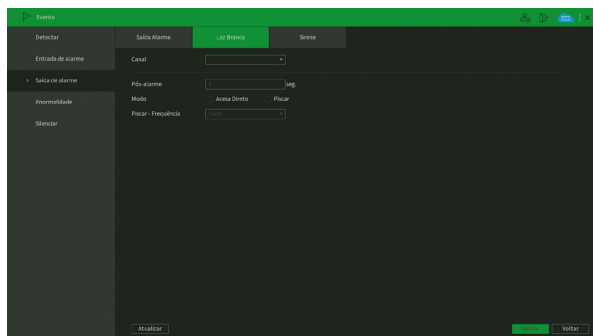 Evento
Detectar
Saída Alarme
Luz Branca
Sirene
Entrada de alarme
Canal
Saída de alarme
Pós-alarme
seg.
Anormalidade
Modo
Acesa Direto
Piscar
Silenciar
Piscar - Frequência
Atualizar
Aplicar
Voltar